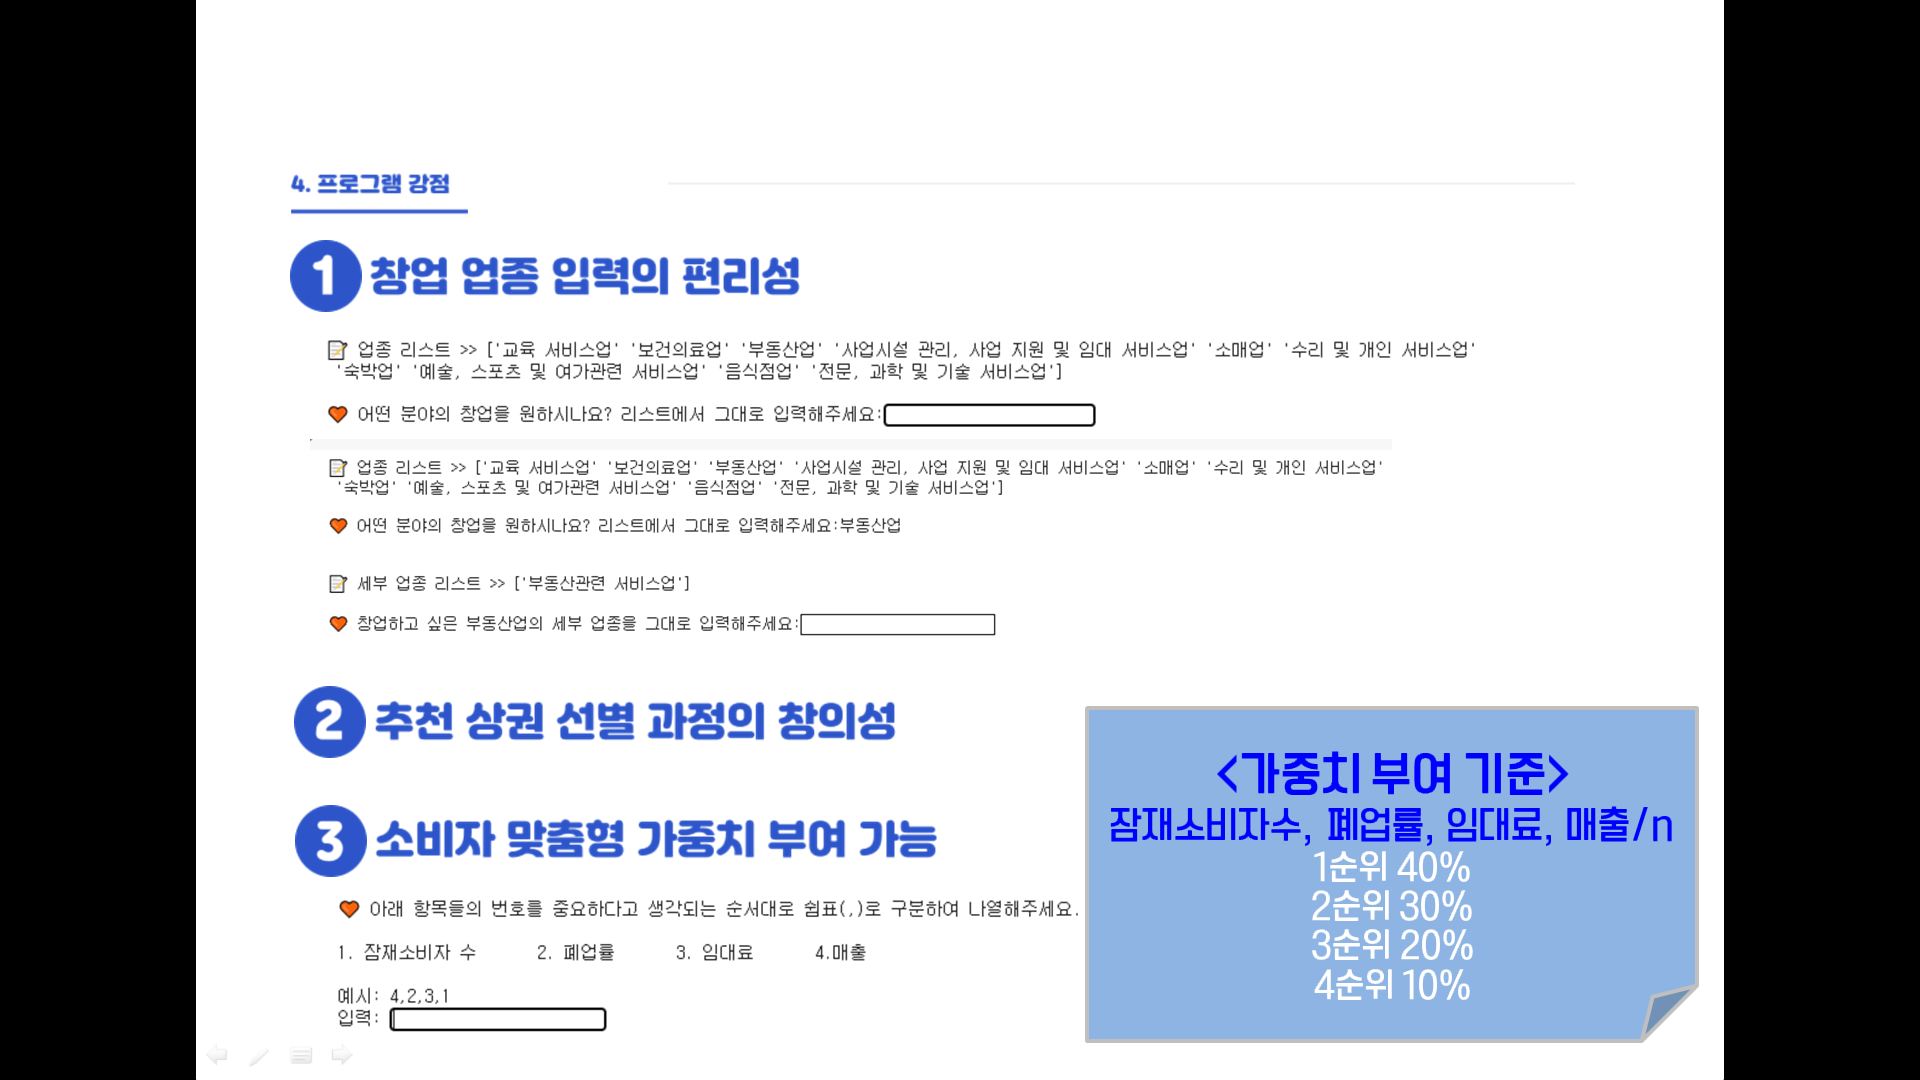 4. 프로그램 강점
1 창업 업종 입력의 편리성
📝 업종 리스트 >> ['교육 서비스업' '보건의료업' '부동산업' '사업시설 관리, 사업 지원 및 임대 서비스업' '소매업' '수리 및 개인 서비스업'
'숙박업' '예술, 스포츠 및 여가관련 서비스업' '음식점업' '전문, 과학 및 기술 서비스업']
🧡 어떤 분야의 창업을 원하시나요? 리스트에서 그대로 입력해주세요:
📝 업종 리스트 >> ['교육 서비스업' '보건의료업' '부동산업' '사업시설 관리, 사업 지원 및 임대 서비스업' '소매업' '수리 및 개인 서비스업'
'숙박업' '예술, 스포츠 및 여가관련 서비스업' '음식점업' '전문, 과학 및 기술 서비스업']
🧡 어떤 분야의 창업을 원하시나요? 리스트에서 그대로 입력해주세요:부동산업
📝 세부 업종 리스트 >> ['부동산관련 서비스업']
🧡 창업하고 싶은 부동산업의 세부 업종을 그대로 입력해주세요:
2 추천 상권 선별 과정의 창의성
3 소비자 맞춤형 가중치 부여 가능
🧡 아래 항목들의 번호를 중요하다고 생각되는 순서대로 쉼표(,)로 구분하여 나열해주세요.
1. 잠재소비자 수 2. 폐업률 3. 임대료 4.매출
예시: 4,2,3,1
입력:
<가중치 부여 기준>
잠재소비자수, 폐업률, 임대료, 매출/n
1순위 40%
2순위 30%
3순위 20%
4순위 10%